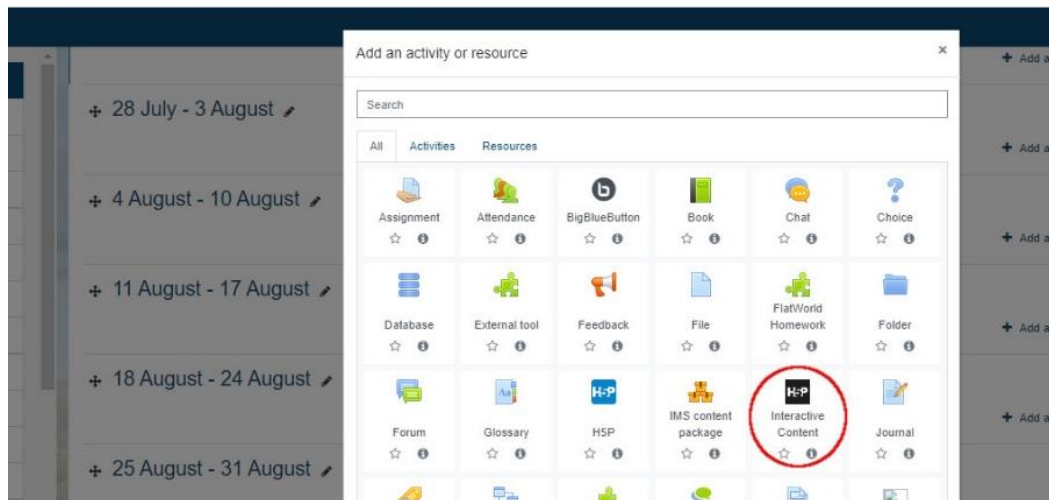 Add an activity or resource ×
Search
All Activities Resources
28 July - 3 August
4 August - 10 August
11 August - 17 August
18 August - 24 August
25 August - 31 August
Assignment Attendance BigBlueButton Book Chat Choice
Database External tool Feedback File FlatWorld Homework Folder
Forum Glossary H5P IMS content package Interactive Content Journal
H5P
H5P
Aa
b
+ Add a
+ Add a
+ Add a
+ Add a
+ Add a